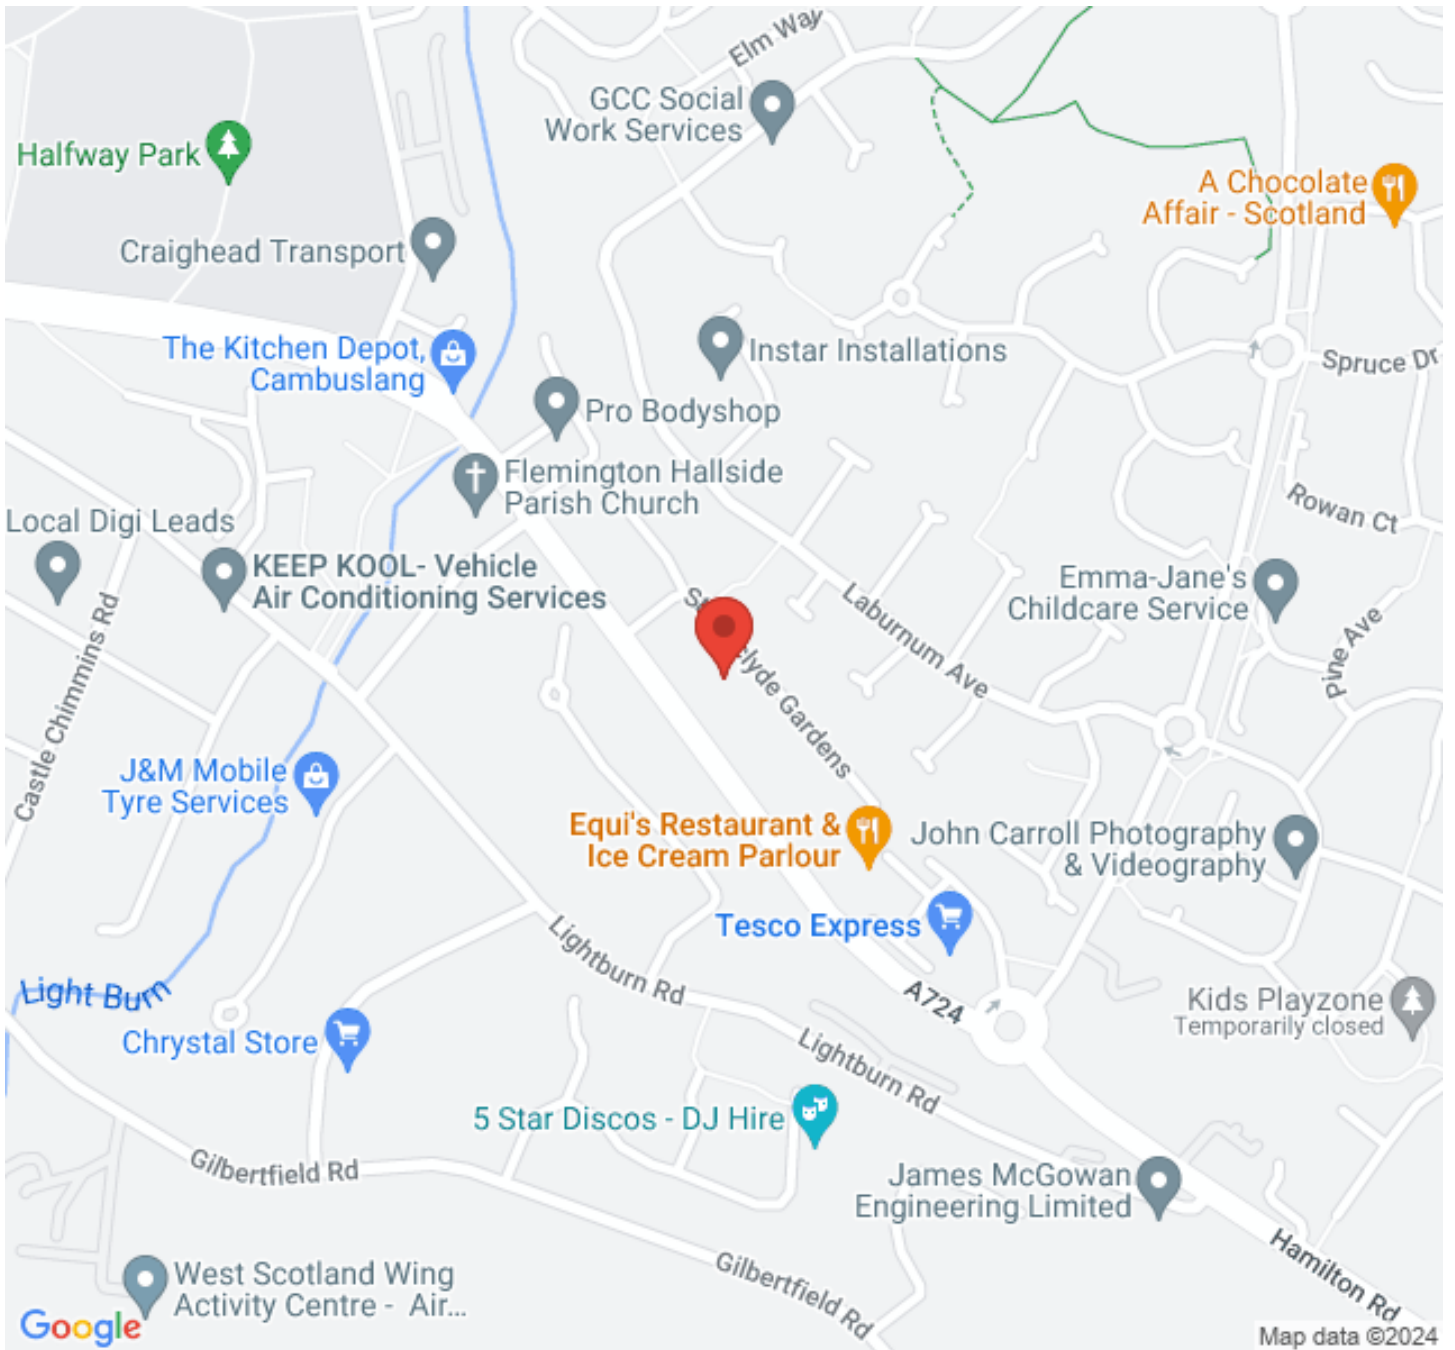 Elm Way
GCC Social
Work Services
Halfway Park
A Chocolate
Affair - Scotland
Craighead Transport
The Kitchen Depot,
Cambuslang
Instar Installations
Spruce Dr
Pro Bodyshop
Flemington Hallside
Parish Church
Rowan Ct
Local Digi Leads
KEEP KOOL- Vehicle
Air Conditioning Services
Emma-Jane's
Childcare Service
Castle Chimmins Rd
Laburnum Ave
Pine Ave
Gardens
J&M Mobile
Tyre Services
Equi's Restaurant &
Ice Cream Parlour
John Carroll Photography
& Videography
Tesco Express
Lightburn Rd
Light Burn
A724
Kids Playzone
Temporarily closed
Chrystal Store
Lightburn Rd
5 Star Discos - DJ Hire
Gilbertfield Rd
James McGowan
Engineering Limited
Hamilton Rd
West Scotland Wing
Activity Centre - Air...
Gilbertfield Rd
Google
Map data ©2024